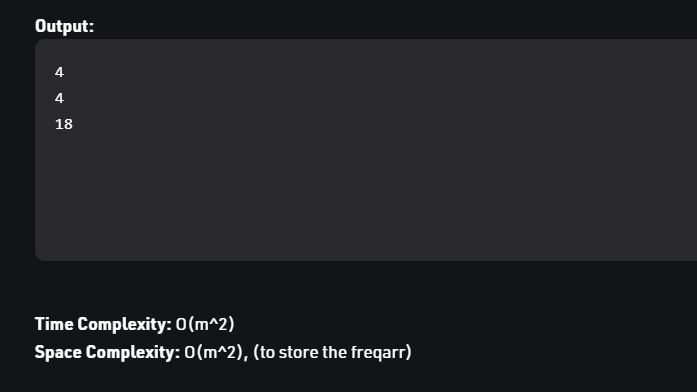 Output:
4
4
18
Time Complexity: O(m^2)
Space Complexity: O(m^2), (to store the freqarr)